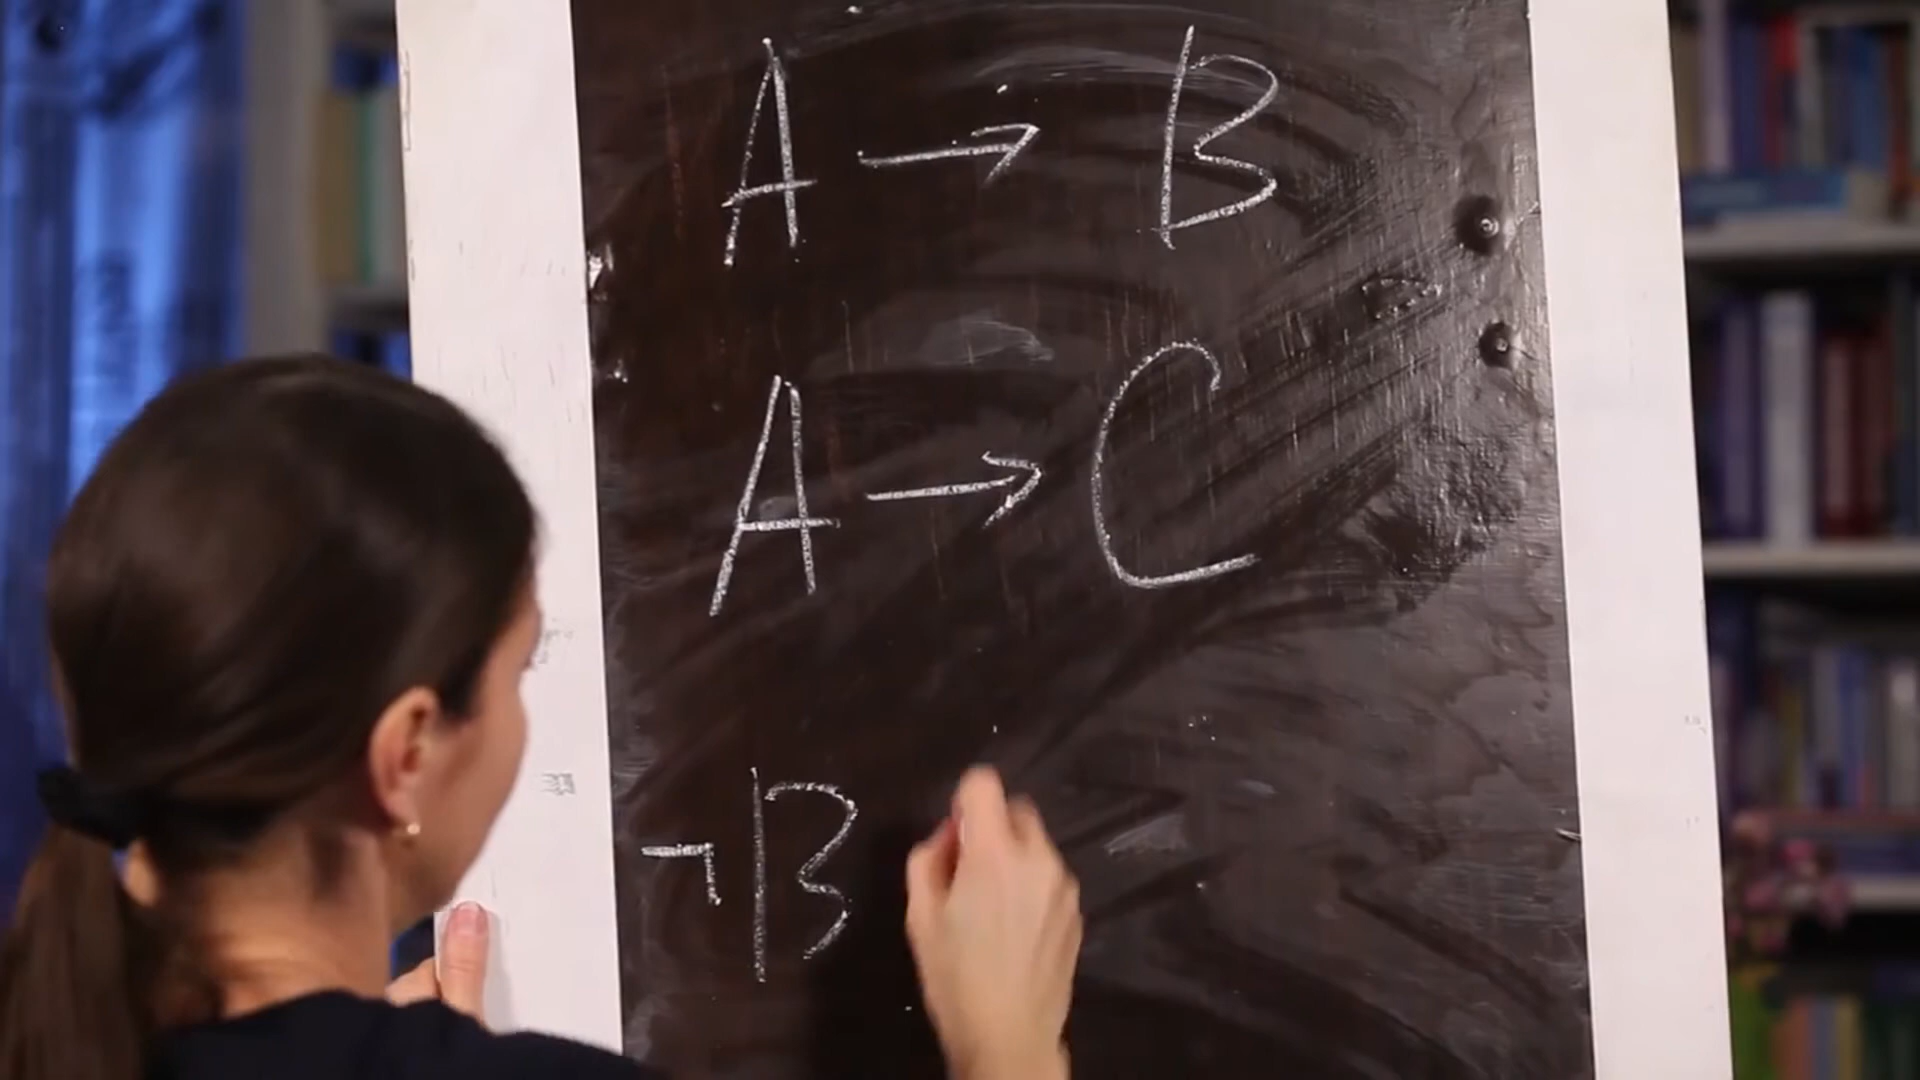 A → B
A → C
¬B